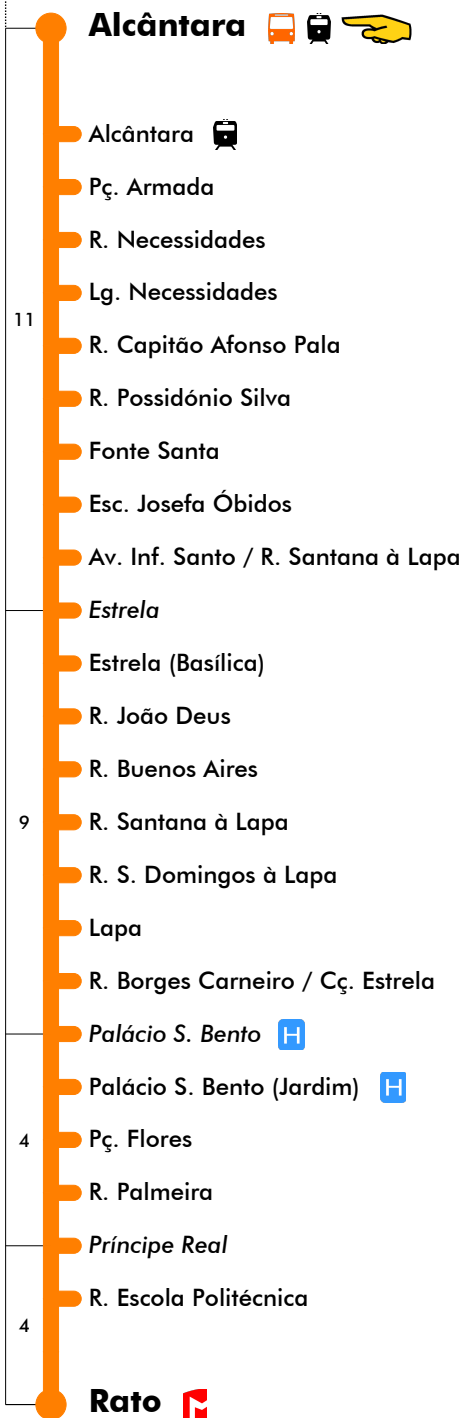 Alcântara
Alcântara
Pç. Armada
R. Necessidades
Lg. Necessidades
11
R. Capitão Afonso Pala
R. Possidónio Silva
Fonte Santa
Esc. Josefa Óbidos
Av. Inf. Santo / R. Santana à Lapa
Estrela
Estrela (Basílica)
R. João Deus
R. Buenos Aires
9
R. Santana à Lapa
R. S. Domingos à Lapa
Lapa
R. Borges Carneiro / Cç. Estrela
Palácio S. Bento H
Palácio S. Bento (Jardim) H
4
Pç. Flores
R. Palmeira
Príncipe Real
R. Escola Politécnica
4
Rato